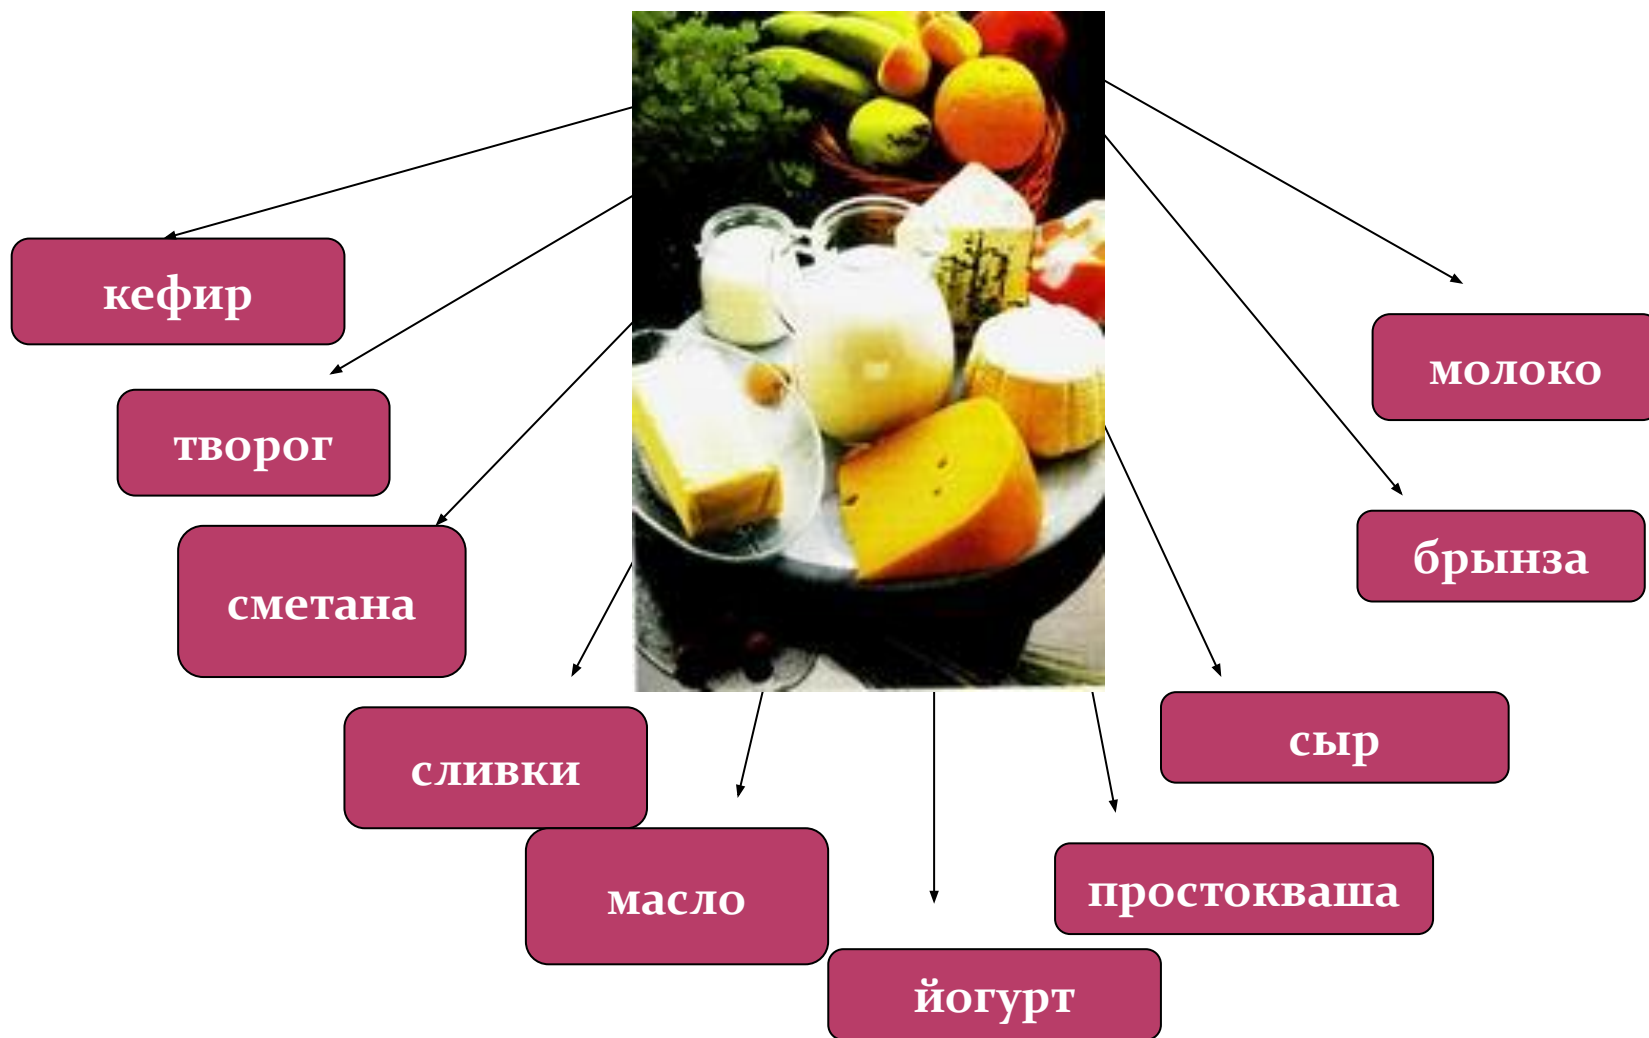 кефир
творог
сметана
сливки
масло
йогурт
простокваша
сыр
брынза
молоко